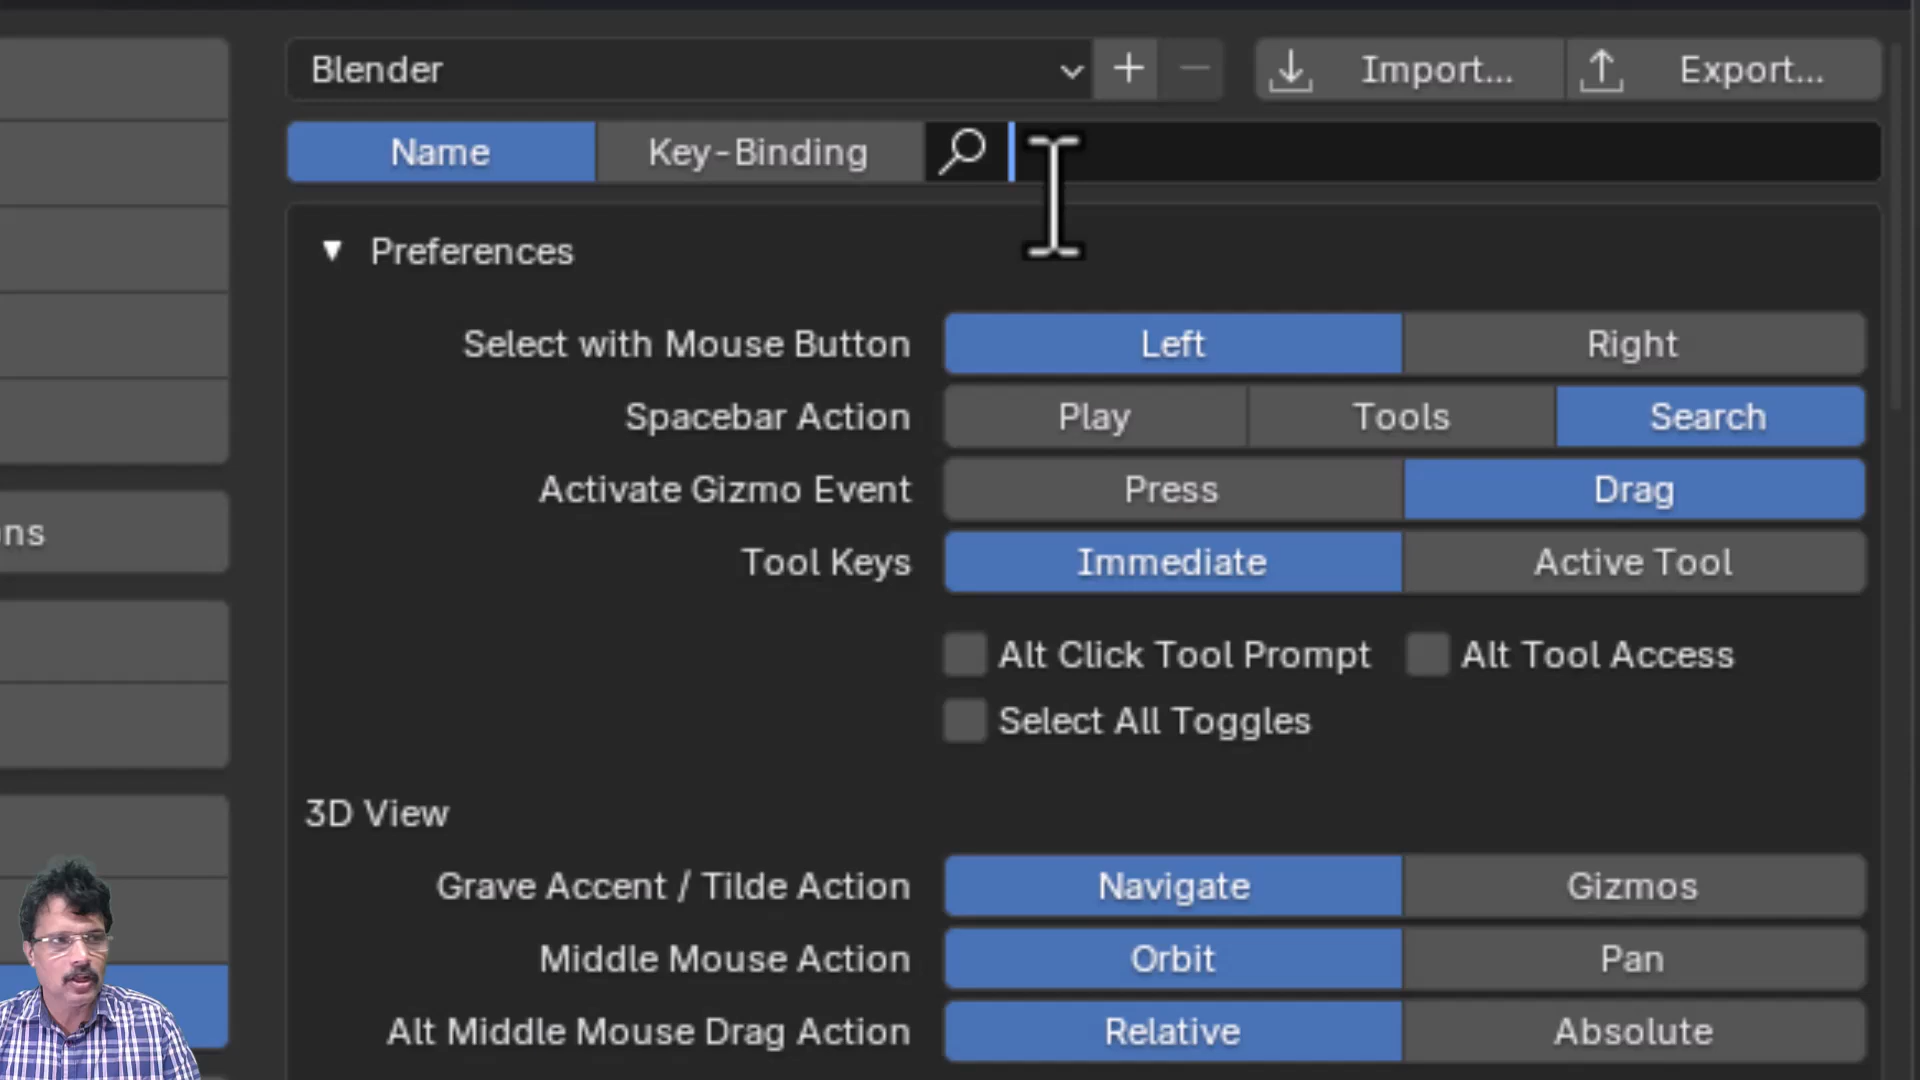 Blender + − Import... Export...
Name Key-Binding
Preferences
Select with Mouse Button Left Right
Spacebar Action Play Tools Search
Activate Gizmo Event Press Drag
ns
Tool Keys Immediate Active Tool
Alt Click Tool Prompt Alt Tool Access
Select All Toggles
3D View
Grave Accent / Tilde Action Navigate Gizmos
Middle Mouse Action Orbit Pan
Alt Middle Mouse Drag Action Relative Absolute